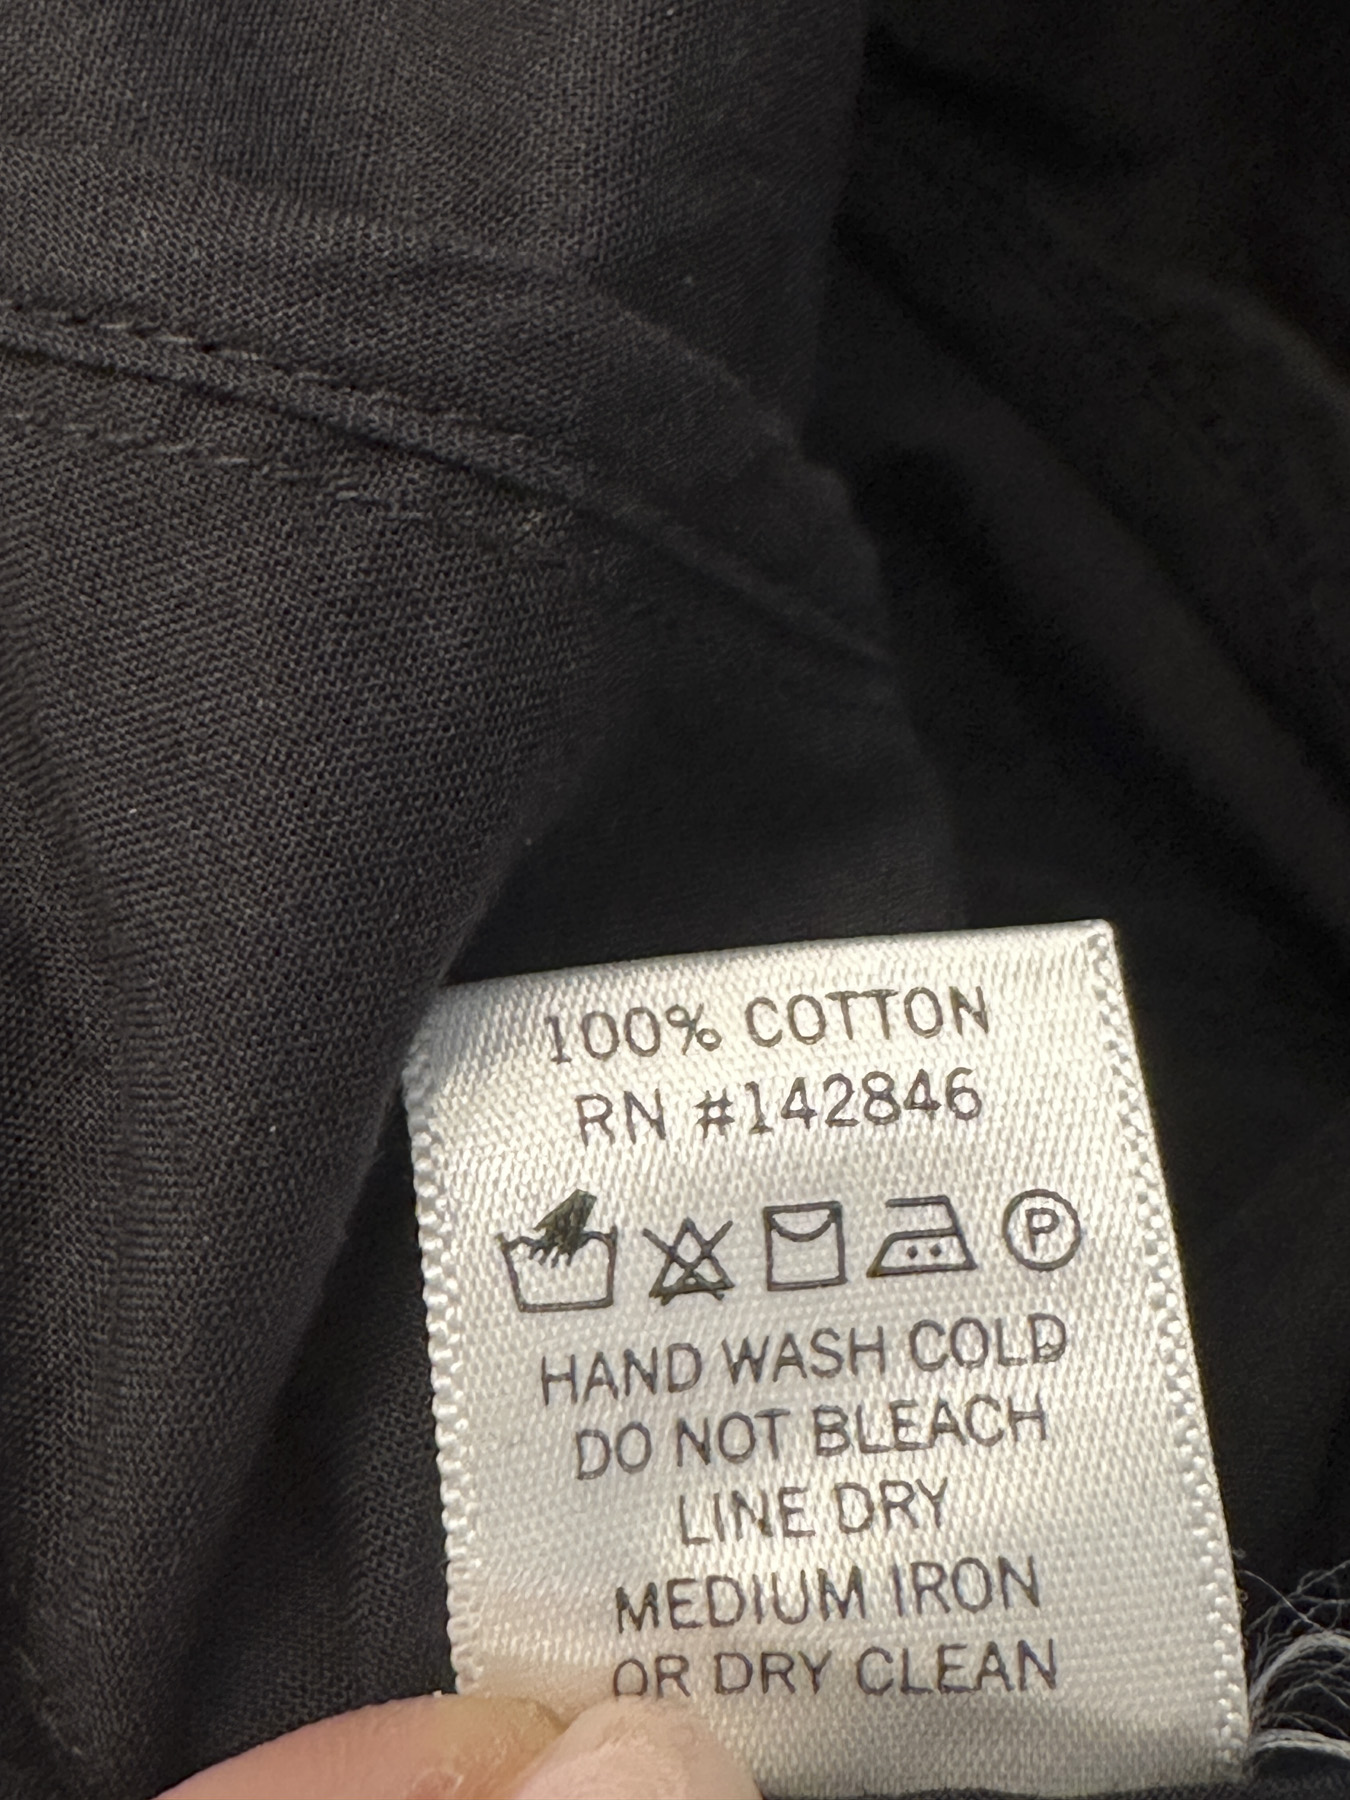 100% COTTON
RN #142846
P
HAND WASH COLD
DO NOT BLEACH
LINE DRY
MEDIUM IRON
OR DRY CLEAN